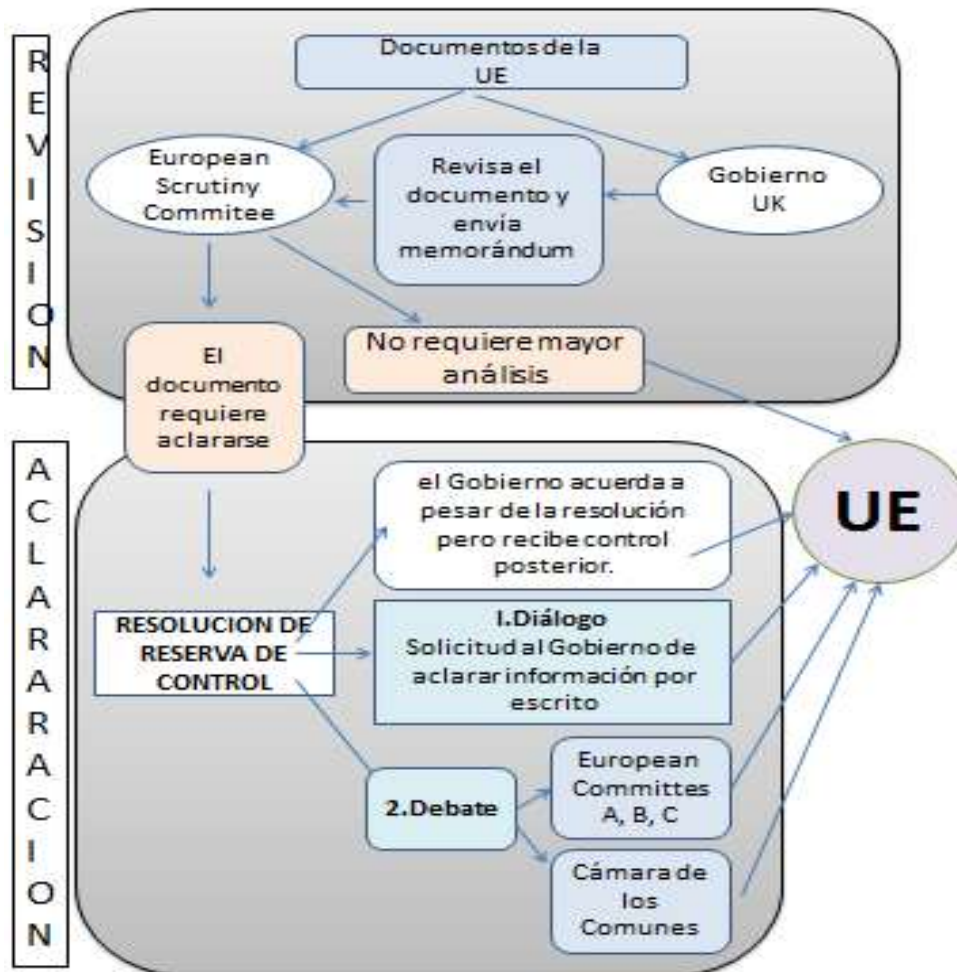 REVISION
Documentos de la
UE
European
Scrutiny
Commitee
Revisa el
documento y
envía
memorándum
Gobierno
UK
El
documento
requiere
aclararse
No requiere mayor
análisis
ACLARARACION
el Gobierno acuerda a
pesar de la resolución
pero recibe control
posterior.
UE
RESOLUCION DE
RESERVA DE
CONTROL
I.Diálogo
Solicitud al Gobierno de
aclarar información por
escrito
2.Debate
European
Committes
A, B, C
Cámara de
los
Comunes